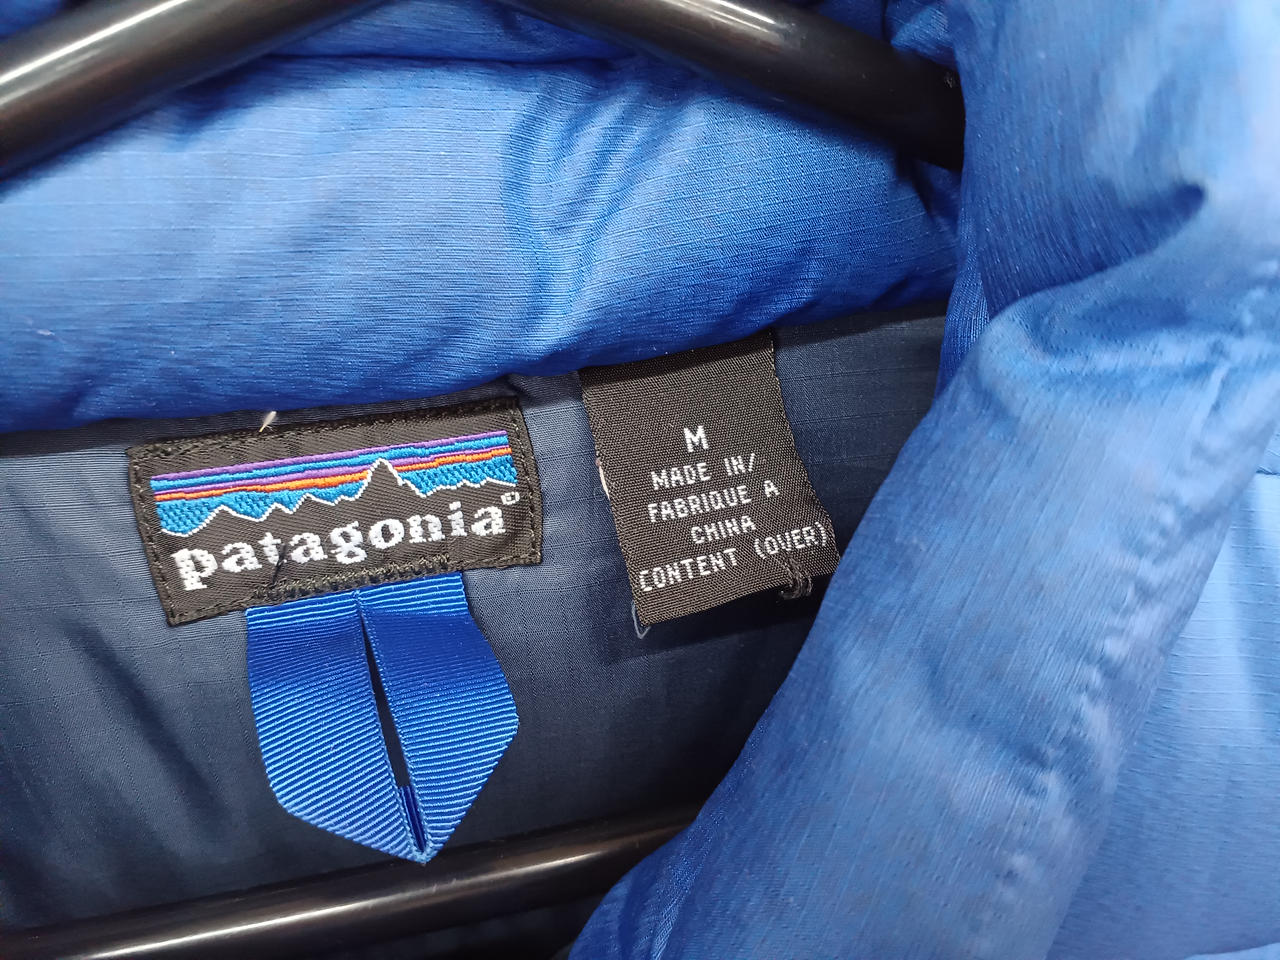 patagonia®
M
MADE IN/
FABRIQUE A
CHINA
CONTENT (OVER)